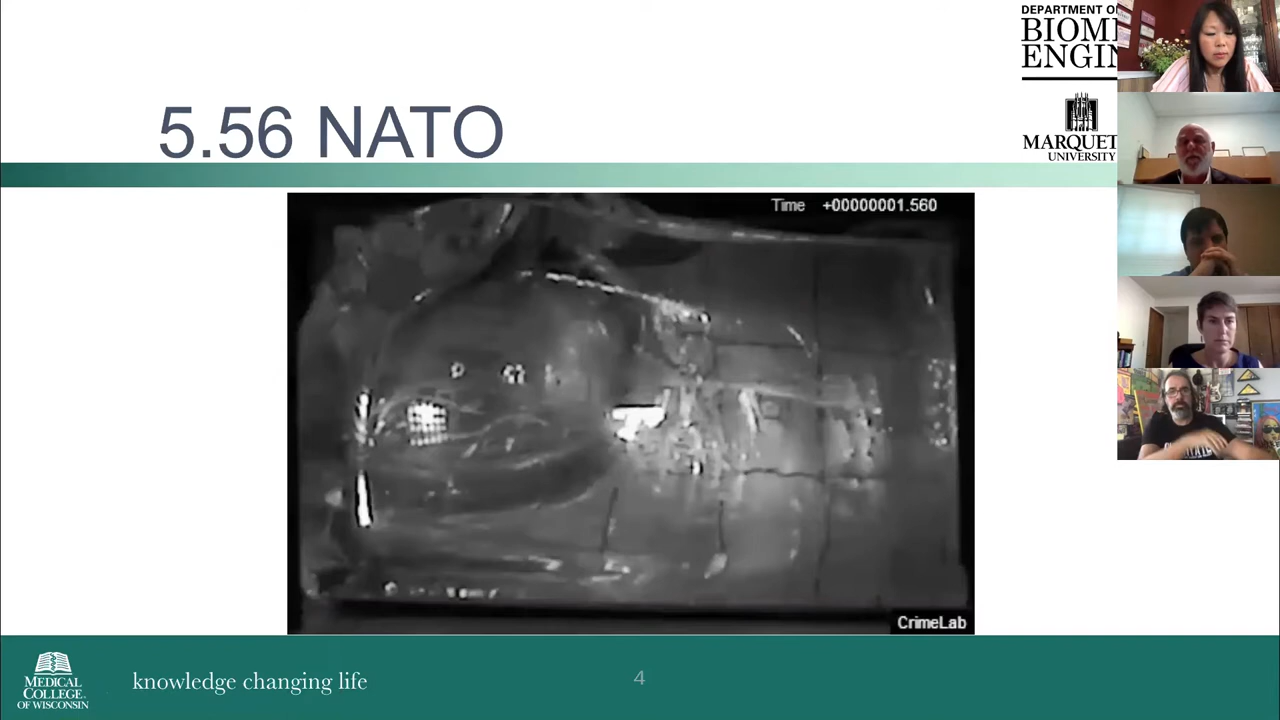 DEPARTMENT O
BIOM
ENGIN
MARQUET
UNIVERSITY
5.56 NATO
Time +00000001.560
CrimeLab
MEDICAL
COLLEGE
OF WISCONSIN
knowledge changing life
4